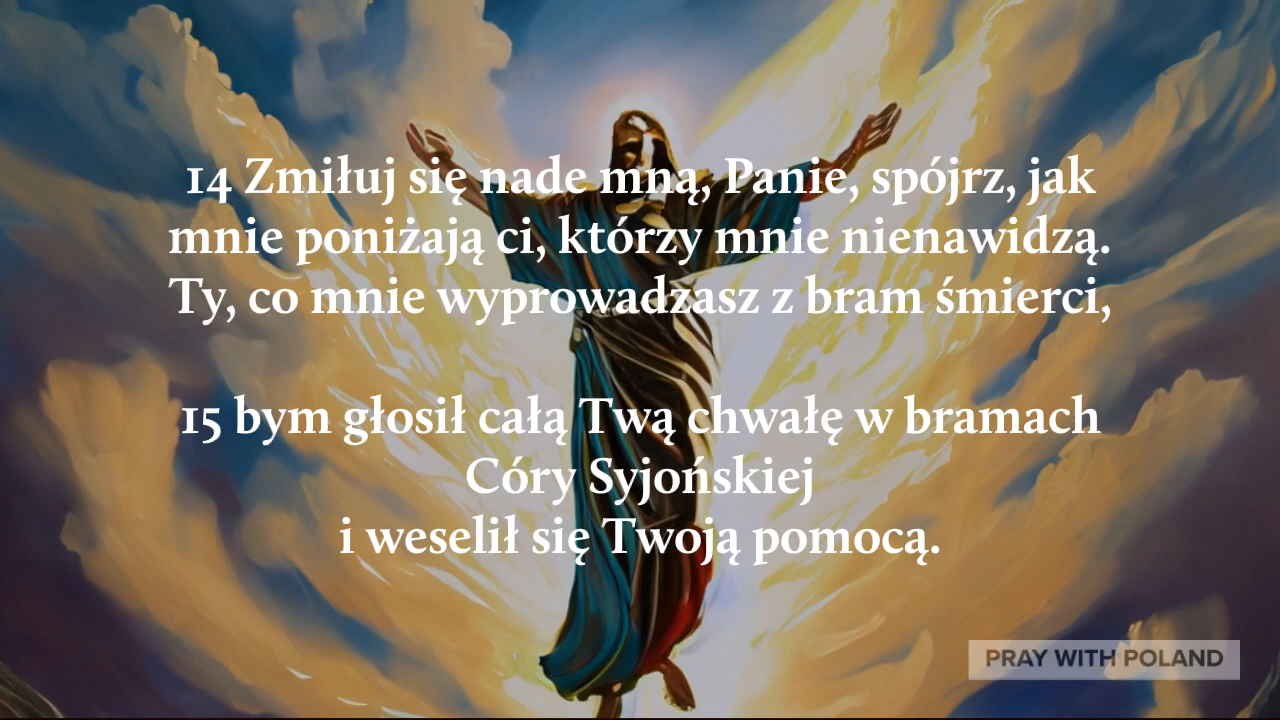 14 Zmiłuj się nade mną, Panie, spójrz, jak
mnie poniżają ci, którzy mnie nienawidzą.
Ty, co mnie wyprowadzasz z bram śmierci,
15 bym głosił całą Twą chwałę w bramach
Córy Syjońskiej
i weselił się Twoją pomocą.
PRAY WITH POLAND